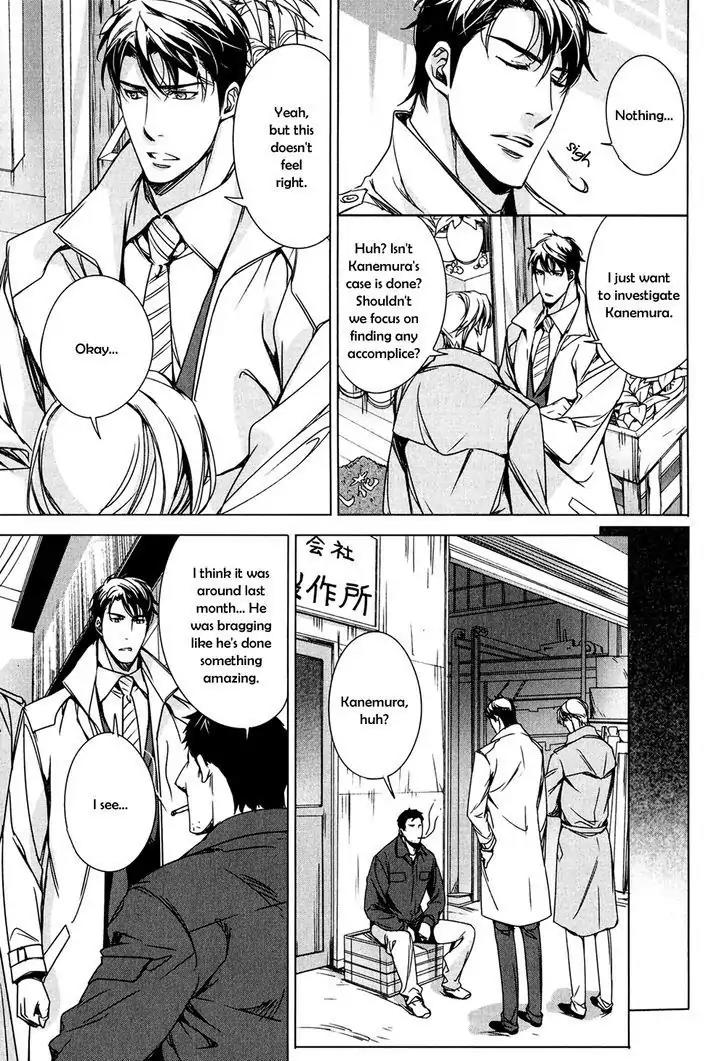 Nothing...
sigh
I just want
to investigate
Kanemura.
Huh? Isn't
Kanemura's
case is done?
Shouldn't
we focus on
finding any
accomplice?
Yeah,
but this
doesn't
feel
right.
Okay...
会社
製作所
Kanemura,
huh?
I think it was
around last
month... He
was bragging
like he's done
something
amazing.
I see...